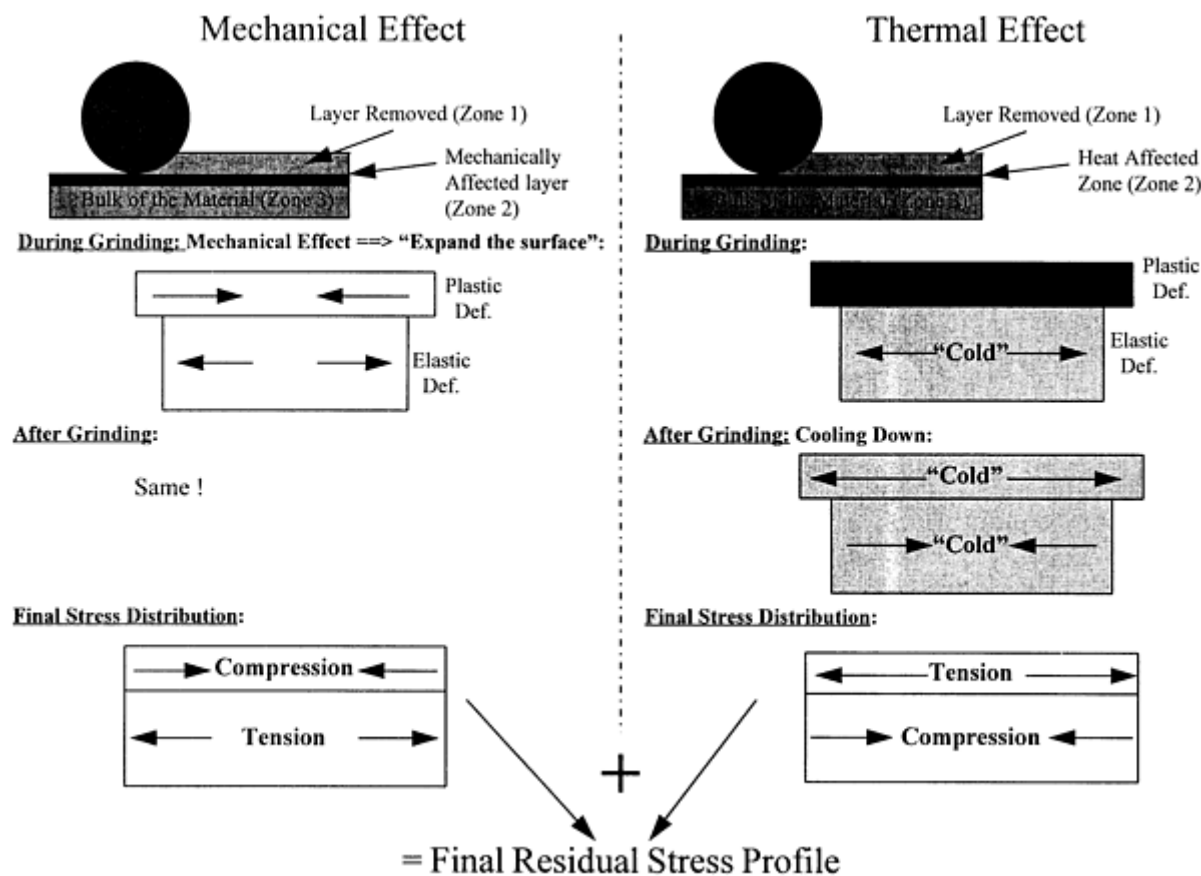 Mechanical Effect
Layer Removed (Zone 1)
Mechanically
Affected layer
(Zone 2)
Bulk of the Material (Zone 3)
During Grinding: Mechanical Effect ==> “Expand the surface”:
Plastic
Def.
Elastic
Def.
After Grinding:
Same !
Final Stress Distribution:
Compression
Tension
Thermal Effect
Layer Removed (Zone 1)
Heat Affected
Zone (Zone 2)
During Grinding:
Plastic
Def.
“Cold”
Elastic
Def.
After Grinding: Cooling Down:
“Cold”
“Cold”
Final Stress Distribution:
Tension
Compression
+
= Final Residual Stress Profile